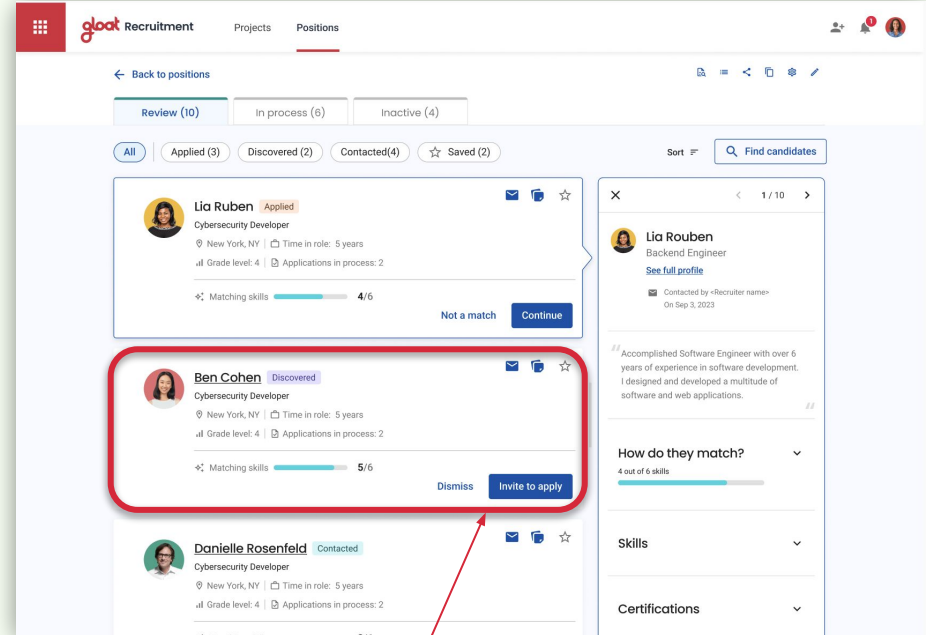 gloat Recruitment
Projects
Positions
1
Back to positions
Review (10)
In process (6)
Inactive (4)
All
Applied (3)
Discovered (2)
Contacted(4)
Saved (2)
Sort
Find candidates
Lia Ruben Applied
Cybersecurity Developer
New York, NY Time in role: 5 years
Grade level: 4 Applications in process: 2
Matching skills 4/6
Not a match
Continue
Ben Cohen Discovered
Cybersecurity Developer
New York, NY Time in role: 5 years
Grade level: 4 Applications in process: 2
Matching skills 5/6
Dismiss
Invite to apply
Danielle Rosenfeld Contacted
Cybersecurity Developer
New York, NY Time in role: 5 years
Grade level: 4 Applications in process: 2
1 / 10
Lia Rouben
Backend Engineer
See full profile
Contacted by <Recruiter name>
On Sep 3, 2023
" Accomplished Software Engineer with over 6
years of experience in software development.
I designed and developed a multitude of
software and web applications. "
How do they match?
4 out of 6 skills
Skills
Certifications